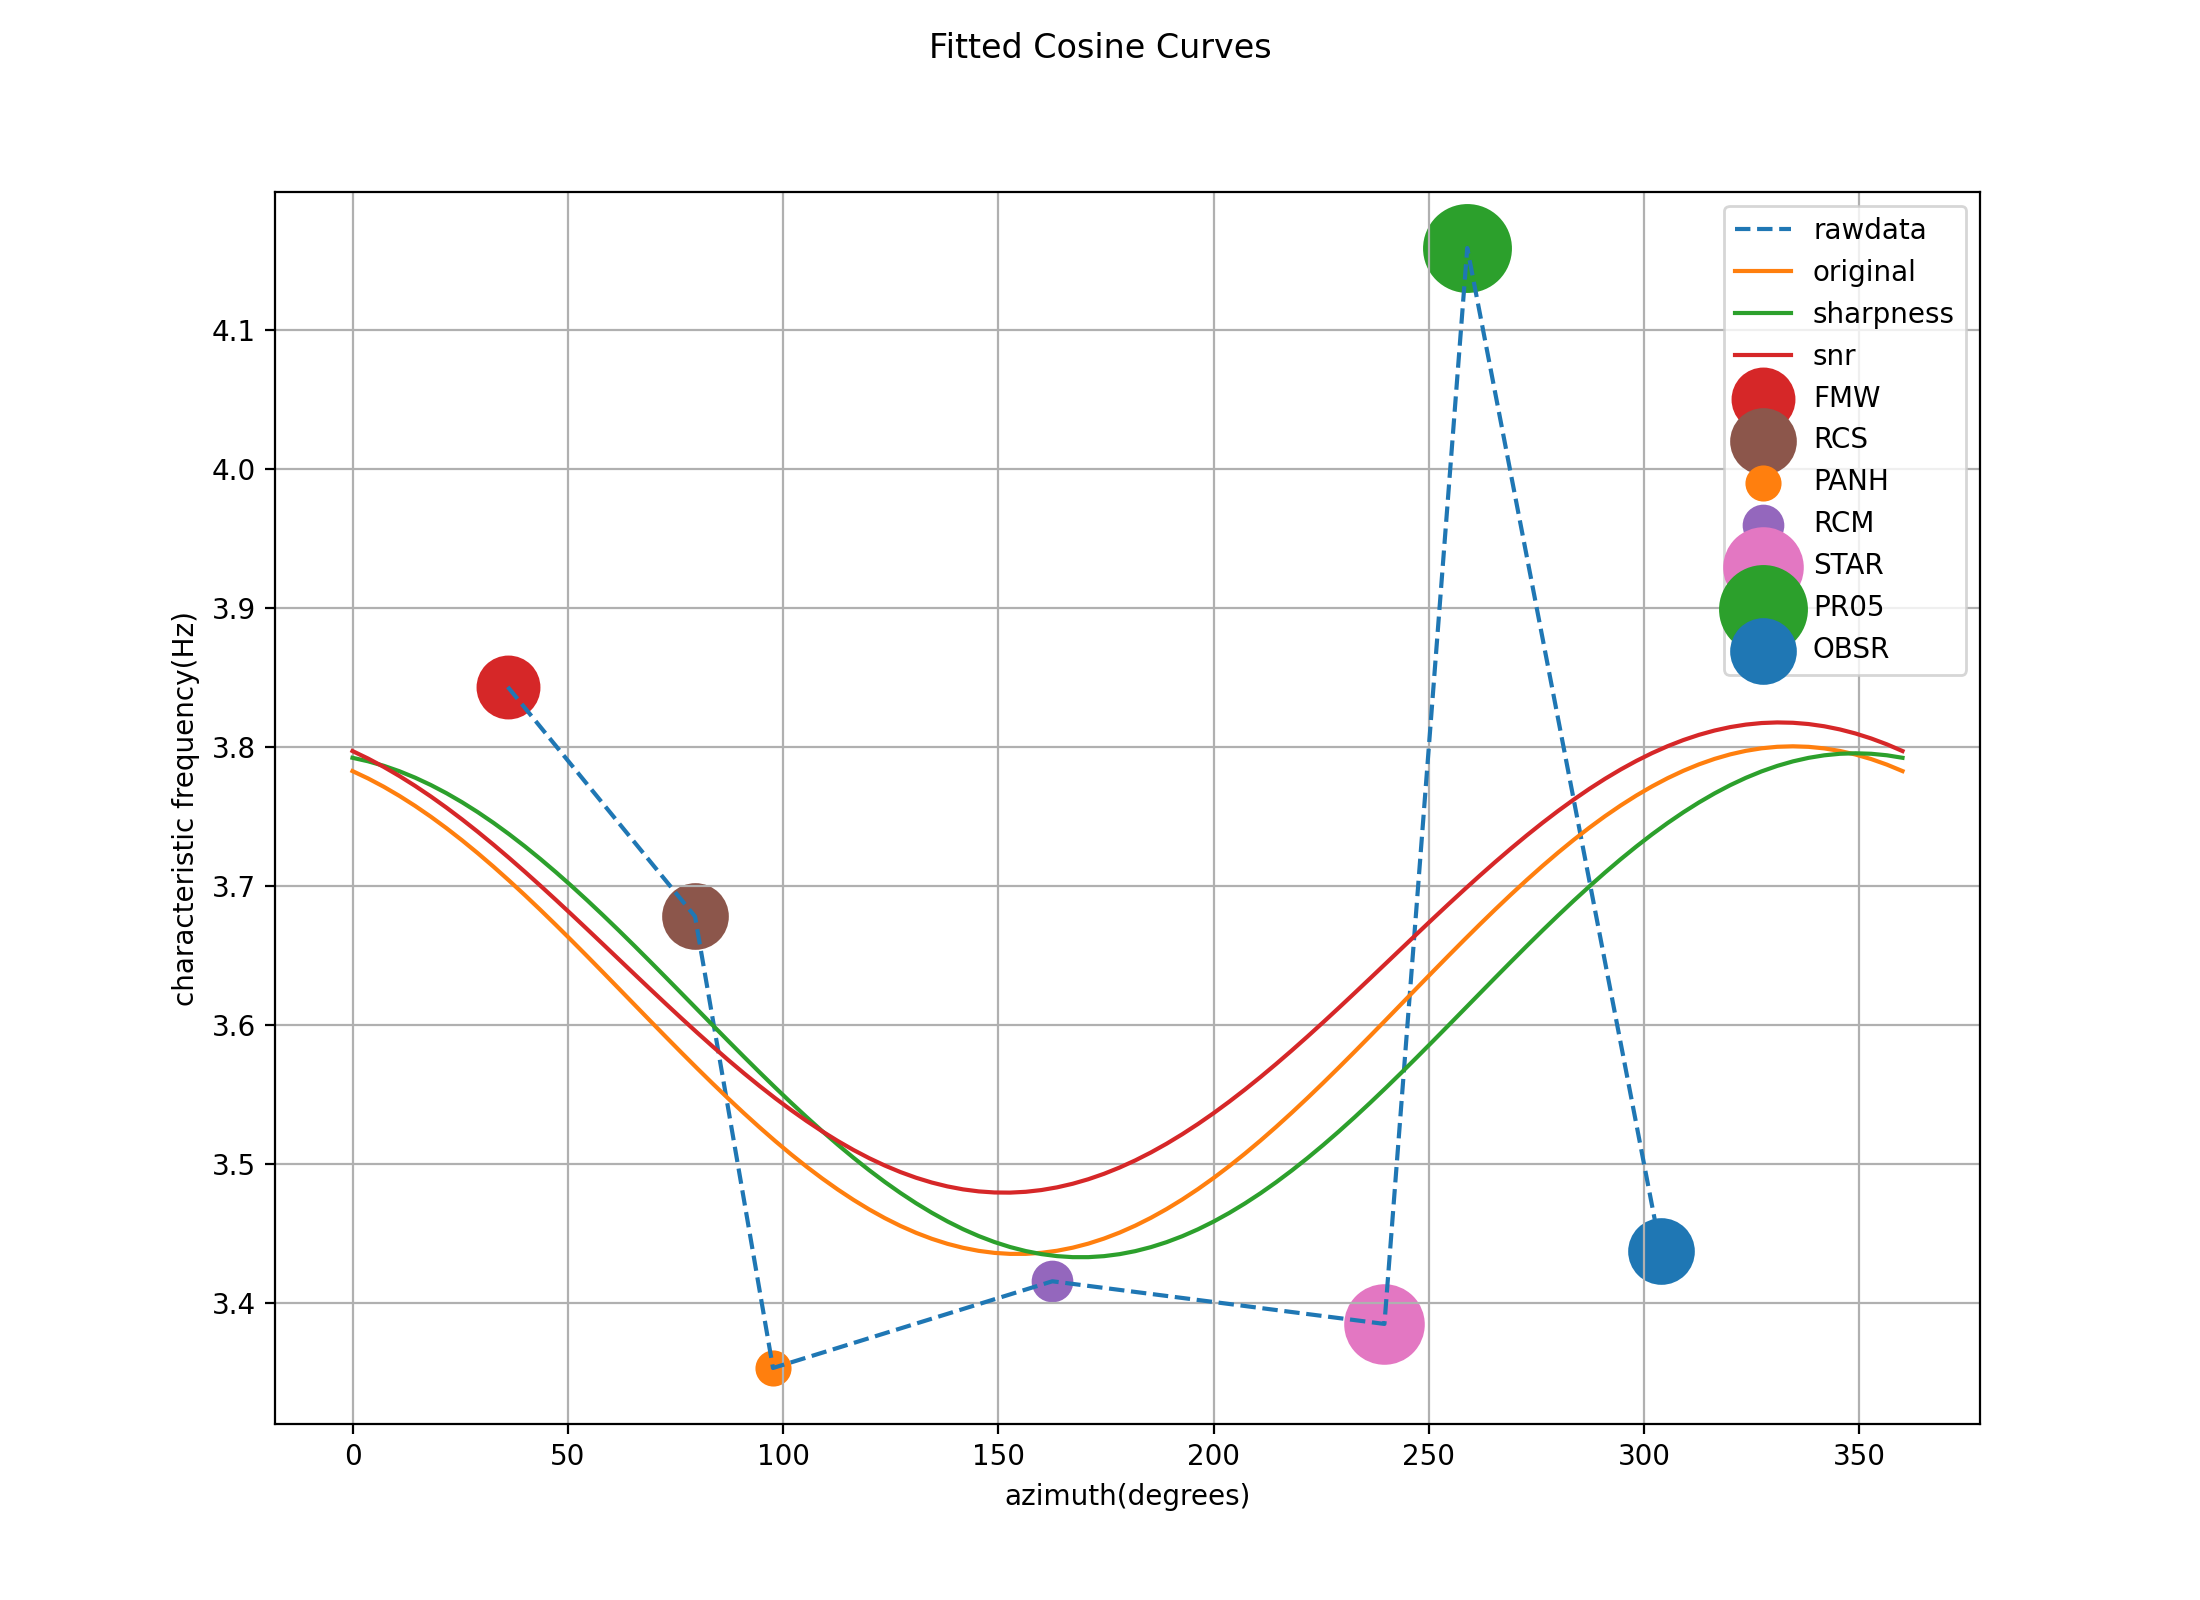 Fitted Cosine Curves
rawdata
original
sharpness
snr
FMW
RCS
PANH
RCM
STAR
PR05
OBSR
characteristic frequency(Hz)
4.1
4.0
3.9
3.8
3.7
3.6
3.5
3.4
0 50 100 150 200 250 300 350
azimuth(degrees)